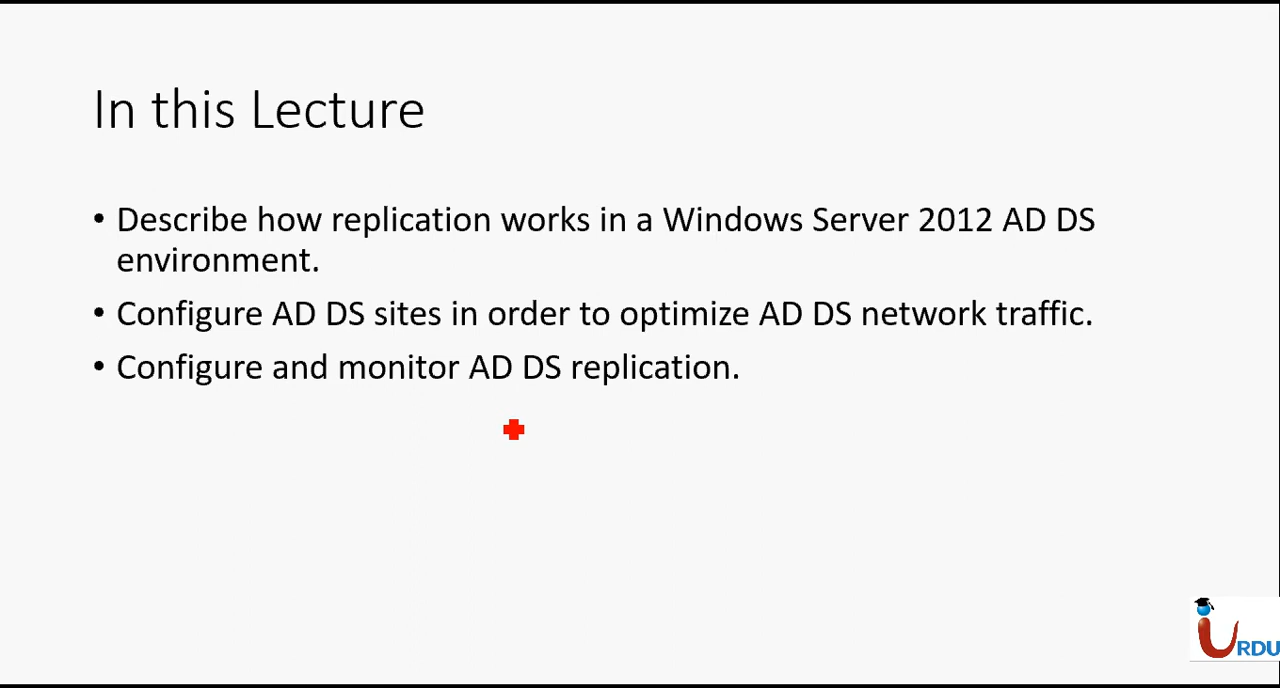 In this Lecture
• Describe how replication works in a Windows Server 2012 AD DS
environment.
• Configure AD DS sites in order to optimize AD DS network traffic.
• Configure and monitor AD DS replication.
iURDU